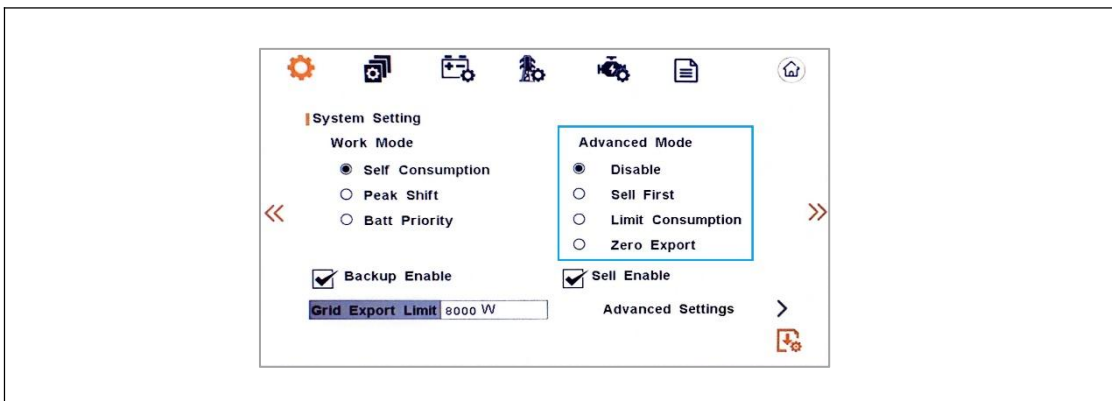 System Setting
Work Mode
Self Consumption
Peak Shift
Batt Priority
Advanced Mode
Disable
Sell First
Limit Consumption
Zero Export
Backup Enable
Sell Enable
Grid Export Limit 8000 W
Advanced Settings